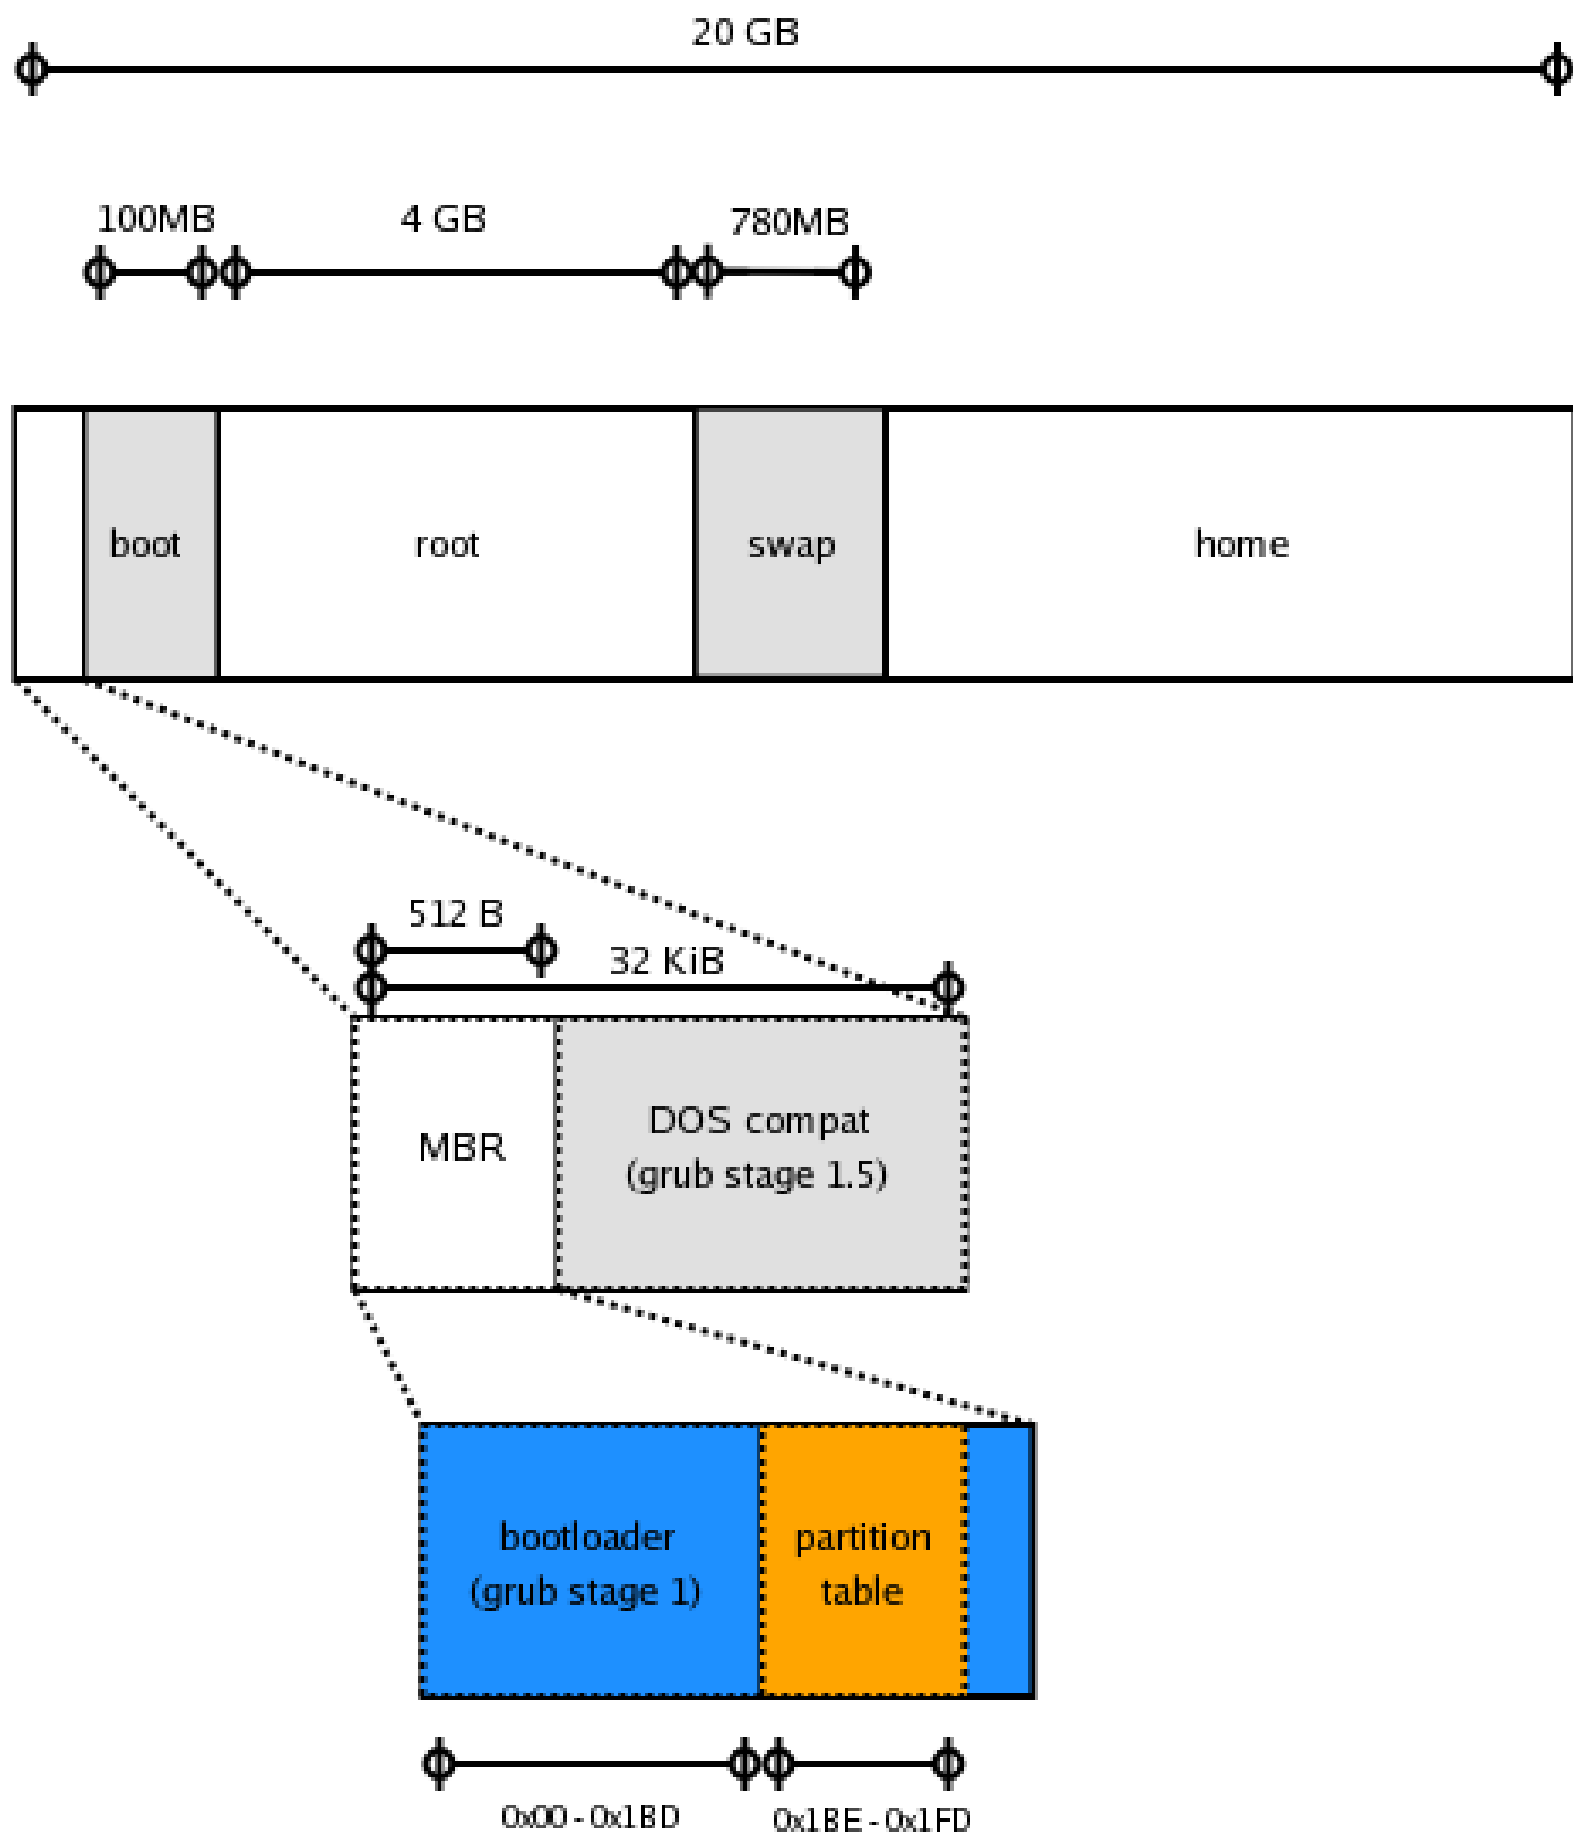 20 GB
100MB
4 GB
780MB
boot
root
swap
home
512 B
32 KiB
MBR
DOS compat
(grub stage 1.5)
bootloader
(grub stage 1)
partition
table
0x00 - 0x1BD
0x1BE - 0x1FD